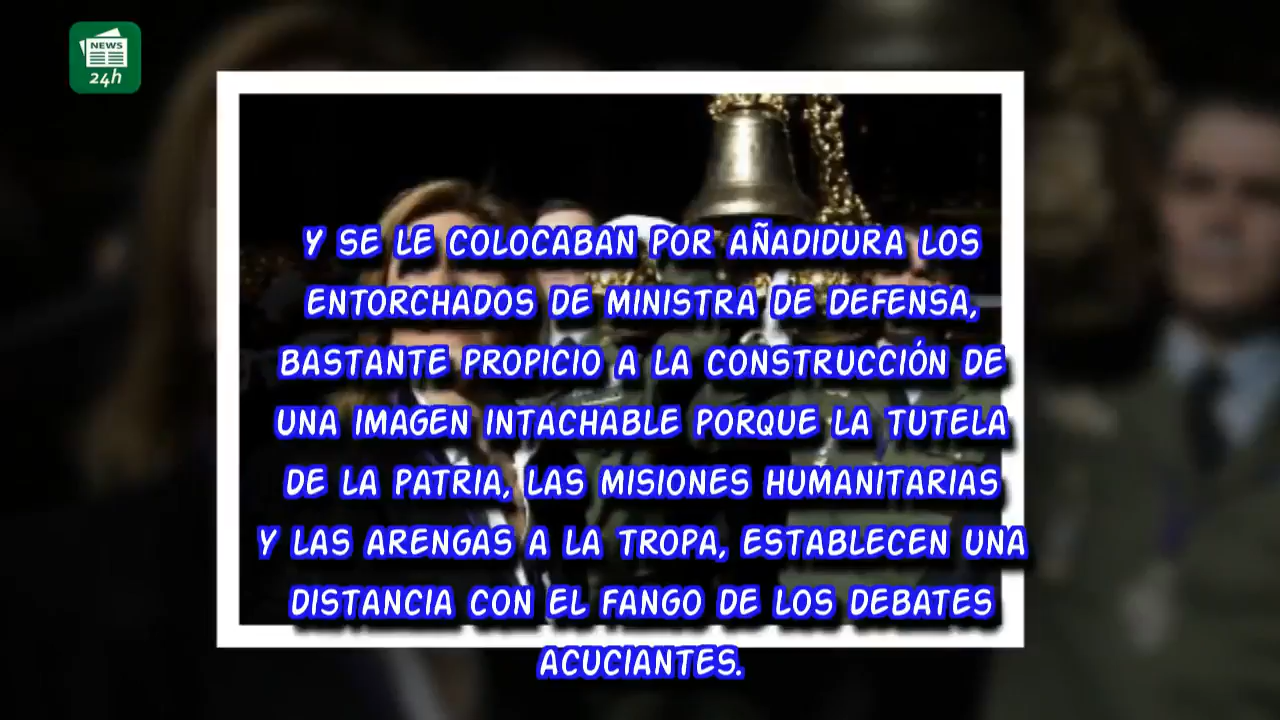 NEWS
24h
Y SE LE COLOCABAN POR AÑADIDURA LOS
ENTORCHADOS DE MINISTRA DE DEFENSA,
BASTANTE PROPICIO A LA CONSTRUCCIÓN DE
UNA IMAGEN INTACHABLE PORQUE LA TUTELA
DE LA PATRIA, LAS MISIONES HUMANITARIAS
Y LAS ARENGAS A LA TROPA, ESTABLECEN UNA
DISTANCIA CON EL FANGO DE LOS DEBATES
ACUCIANTES.